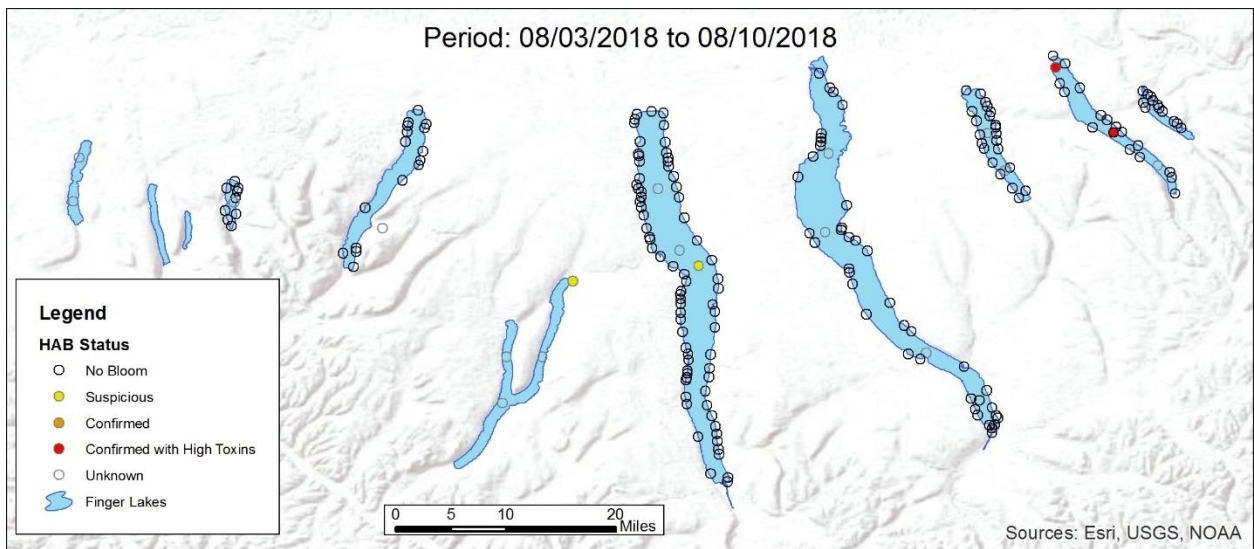 Period: 08/03/2018 to 08/10/2018
Legend
HAB Status
No Bloom
Suspicious
Confirmed
Confirmed with High Toxins
Unknown
Finger Lakes
0 5 10 20
Miles
Sources: Esri, USGS, NOAA